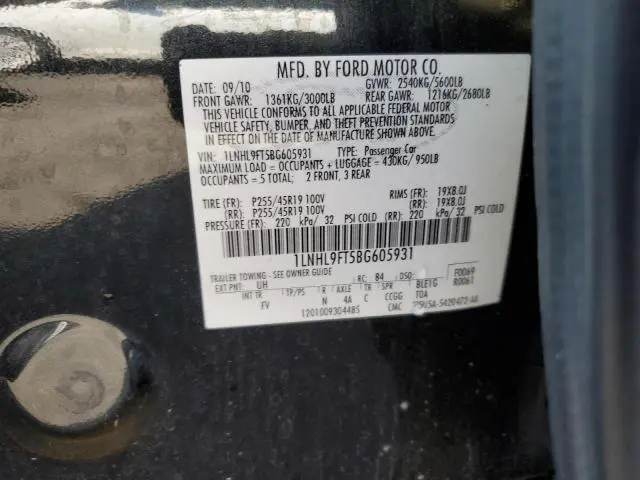 MFD. BY FORD MOTOR CO.
DATE: 09/10 GVWR: 2540KG/5600LB
FRONT GAWR: 1361KG/3000LB REAR GAWR: 1216KG/2680LB
THIS VEHICLE CONFORMS TO ALL APPLICABLE FEDERAL MOTOR
VEHICLE SAFETY, BUMPER, AND THEFT PREVENTION STANDARDS
IN EFFECT ON THE DATE OF MANUFACTURE SHOWN ABOVE.
VIN: 1LNHL9FT5BG605931 TYPE: Passenger Car
MAXIMUM LOAD = OCCUPANTS + LUGGAGE = 430KG/950LB
OCCUPANTS = 5 TOTAL; 2 FRONT, 3 REAR
TIRE (FR): P255/45R19 100V RIMS (FR): 19X8.0J
(RR): P255/45R19 100V (RR): 19X8.0J
PRESSURE (FR): 220 kPa/ 32 PSI COLD (RR): 220 kPa/ 32 PSI COLD
1LNHL9FT5BG605931
TRAILER TOWING - SEE OWNER GUIDE F0069
EXT PNT: UH RC: 84 DSO: R0061
INT TR TP/PS R AXLE TR SPR BLETG
FV N 4A C CCGG TOA
12010093044BS CMC